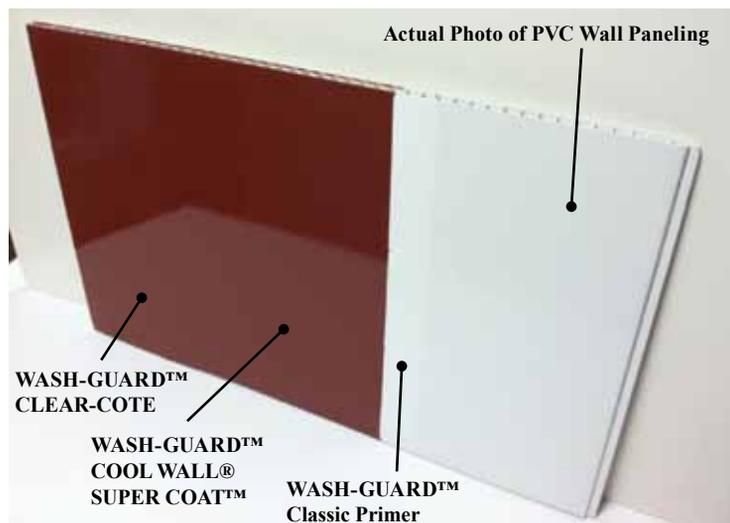 Actual Photo of PVC Wall Paneling
WASH-GUARD™
CLEAR-COTE
WASH-GUARD™
COOL WALL®
SUPER COAT™
WASH-GUARD™
Classic Primer